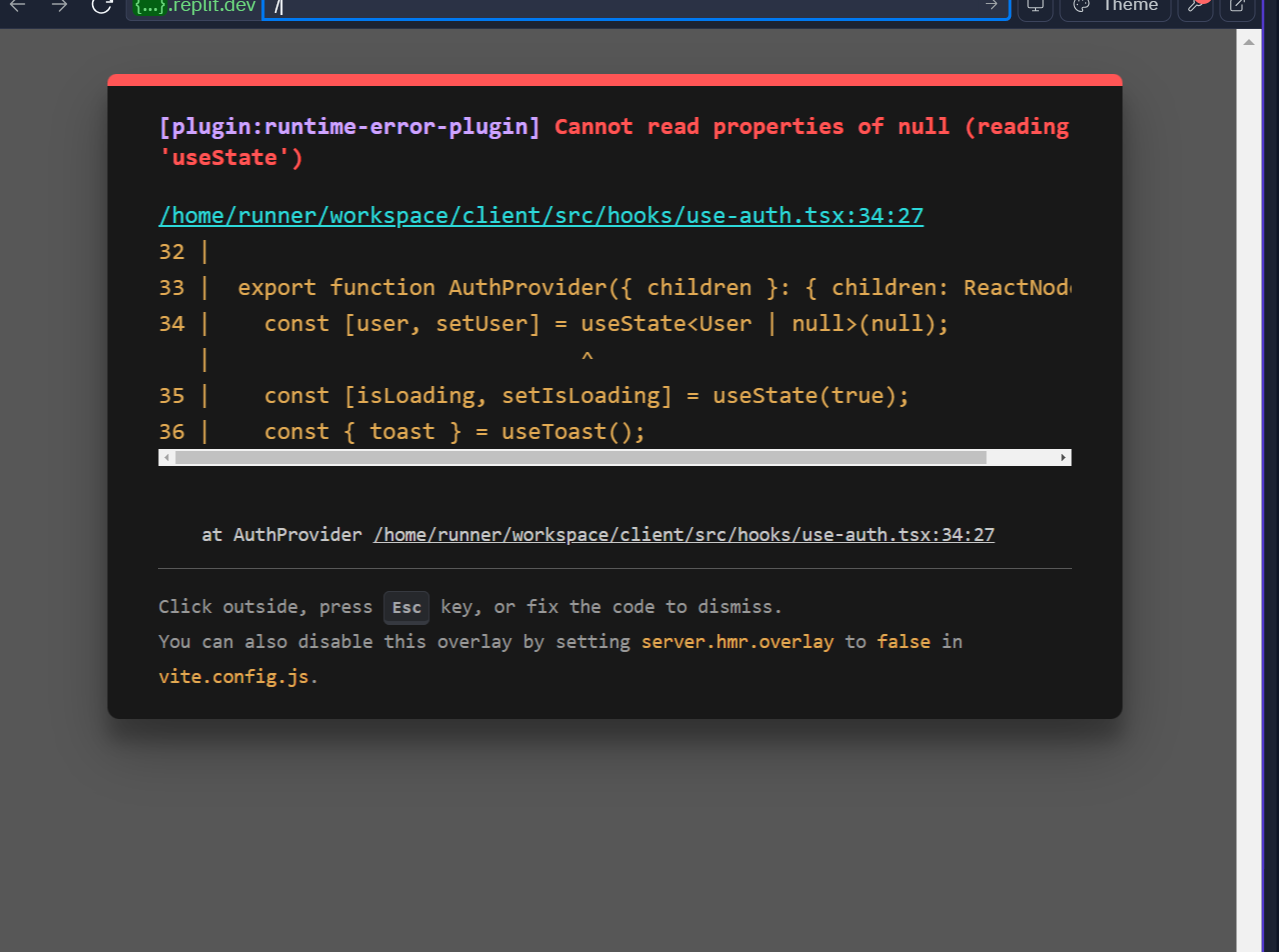 {...}.replit.dev /
Theme
[plugin:runtime-error-plugin] Cannot read properties of null (reading
'useState')
/home/runner/workspace/client/src/hooks/use-auth.tsx:34:27
32 |
33 | export function AuthProvider({ children }: { children: ReactNod
34 | const [user, setUser] = useState<User | null>(null);
| ^
35 | const [isLoading, setIsLoading] = useState(true);
36 | const { toast } = useToast();
at AuthProvider /home/runner/workspace/client/src/hooks/use-auth.tsx:34:27
Click outside, press Esc key, or fix the code to dismiss.
You can also disable this overlay by setting server.hmr.overlay to false in
vite.config.js.